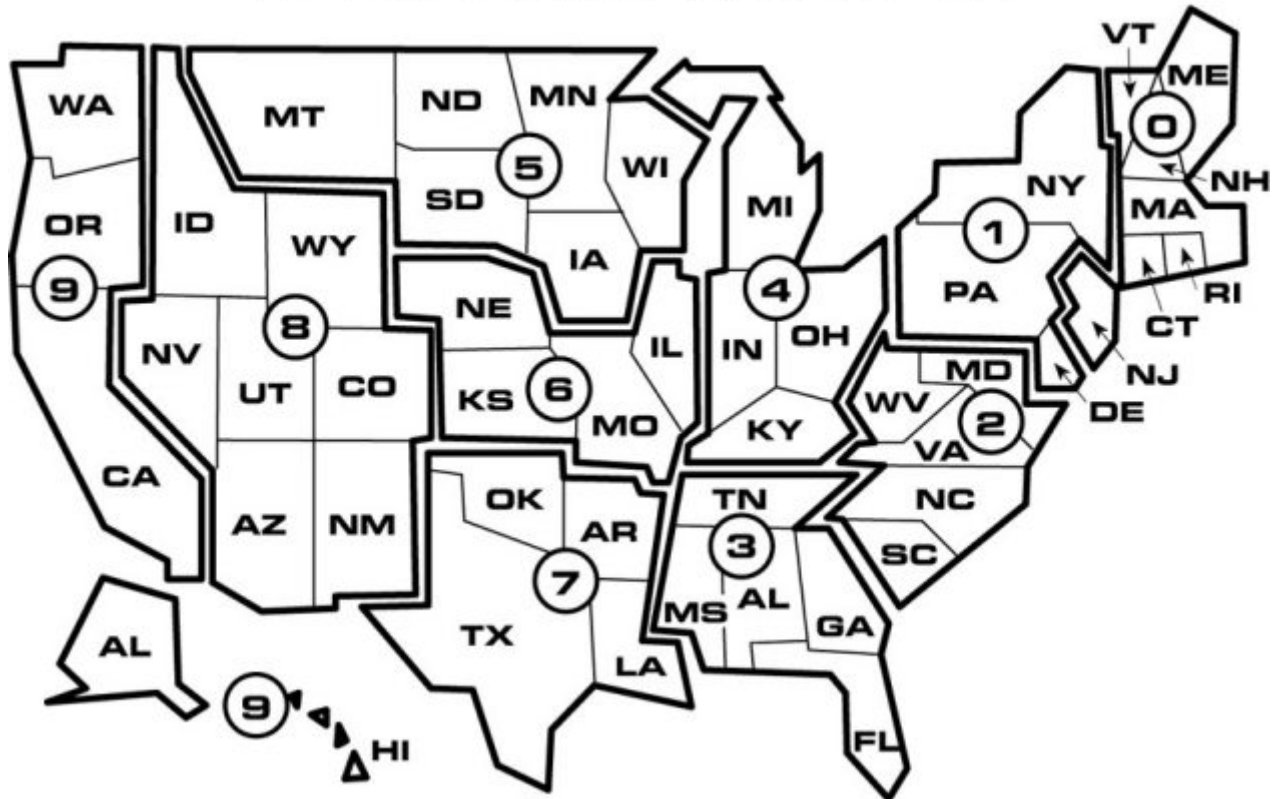 VT
ME
WA
MT
ND
MN
0
WI
5
SD
NH
NY
MI
MA
OR
ID
WY
1
IA
9
4
PA
RI
NE
8
CT
IL
IN
OH
NV
NJ
MD
UT
CO
KS
6
WV
DE
2
MO
KY
VA
CA
OK
TN
NC
AZ
NM
AR
3
SC
7
MS
AL
GA
TX
AL
LA
9
FL
HI